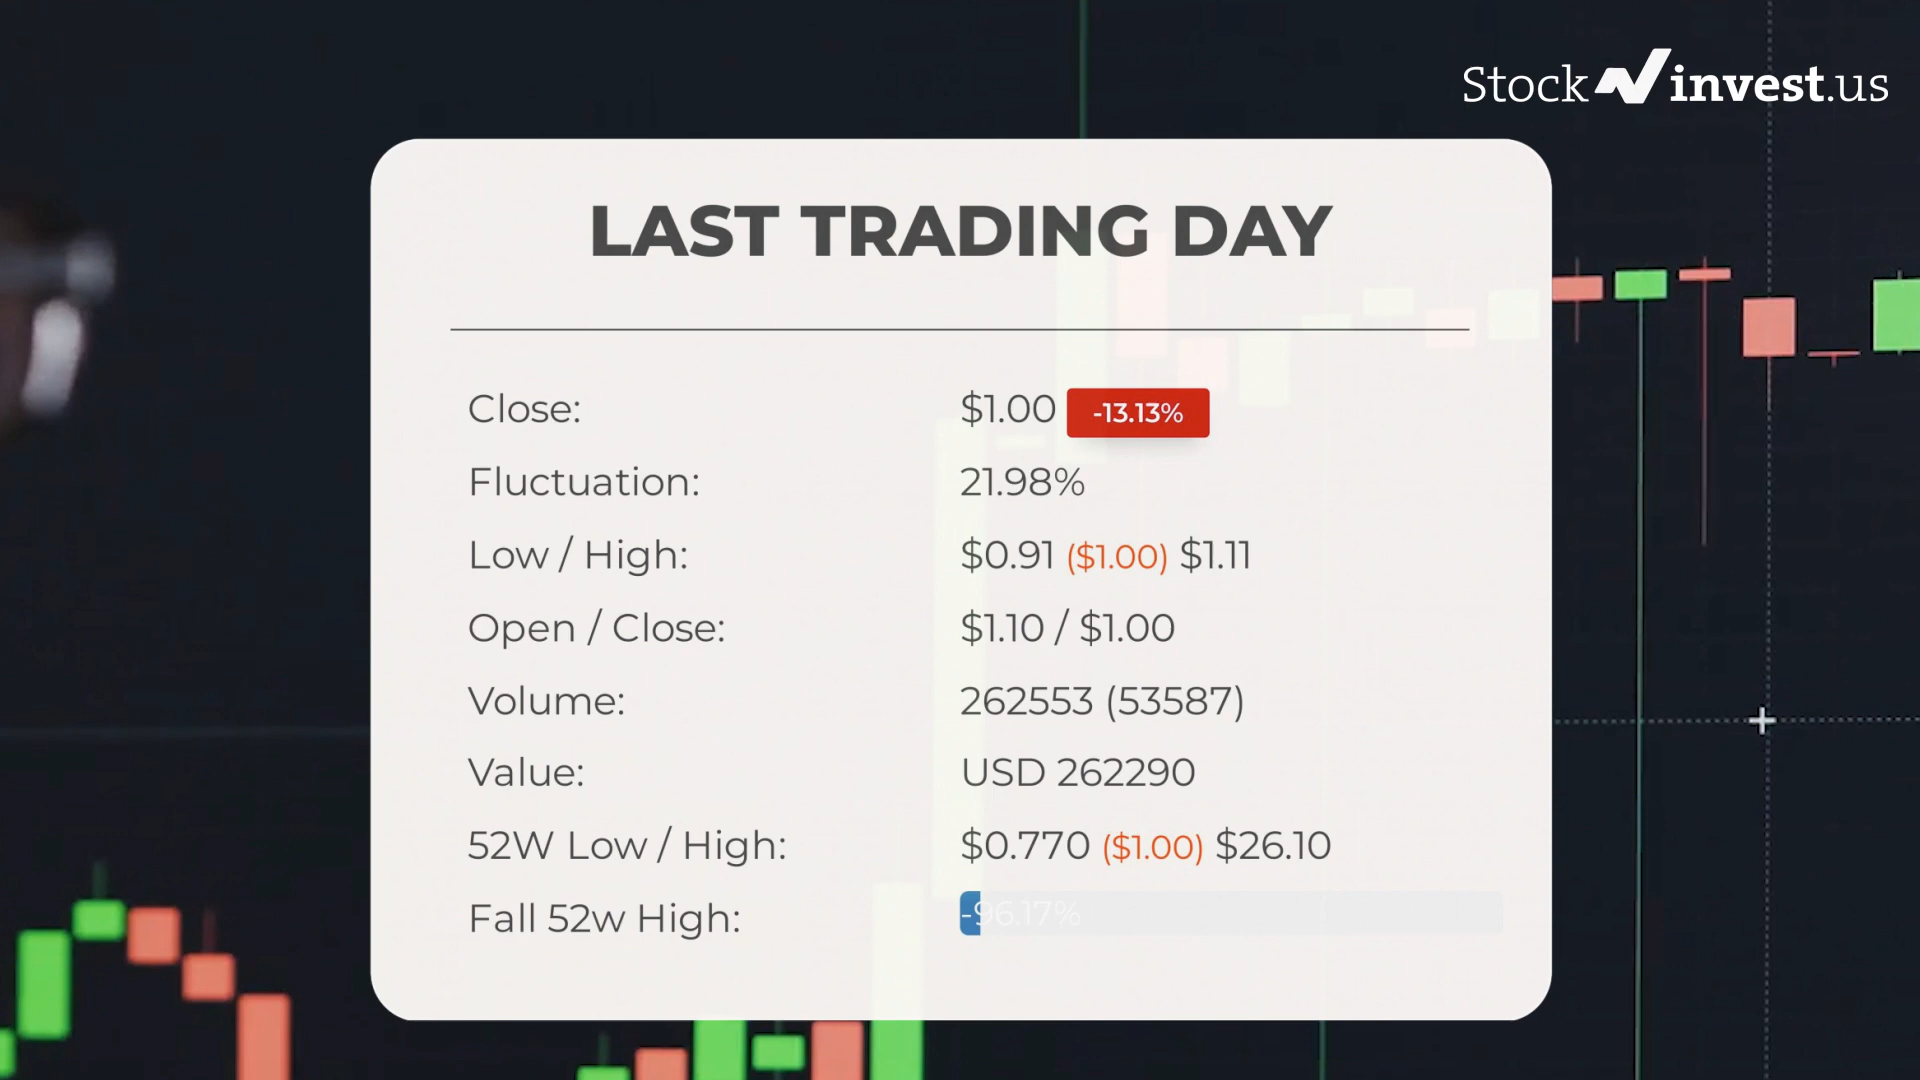 Stock invest.us
LAST TRADING DAY
Close: $1.00 -13.13%
Fluctuation: 21.98%
Low / High: $0.91 ($1.00) $1.11
Open / Close: $1.10 / $1.00
Volume: 262553 (53587)
Value: USD 262290
52W Low / High: $0.770 ($1.00) $26.10
Fall 52w High: -96.17%